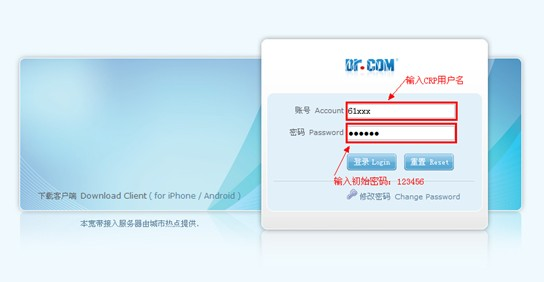 Dr.COM
输入CRP用户名
账号 Account 61xxx
密码 Password ●●●●●●
登录 Login 重置 Reset
输入初始密码：123456
修改密码 Change Password
下载客户端 Download Client ( for iPhone / Android )
本宽带接入服务器由城市热点提供.